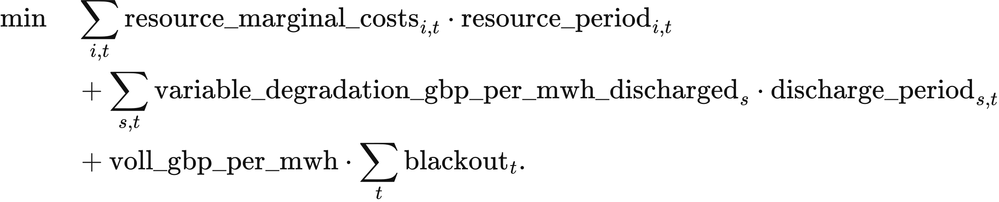 min ∑_{i,t} resource_marginal_costs_{i,t} · resource_period_{i,t}
+ ∑_{s,t} variable_degradation_gbp_per_mwh_discharged_s · discharge_period_{s,t}
+ voll_gbp_per_mwh · ∑_t blackout_t.